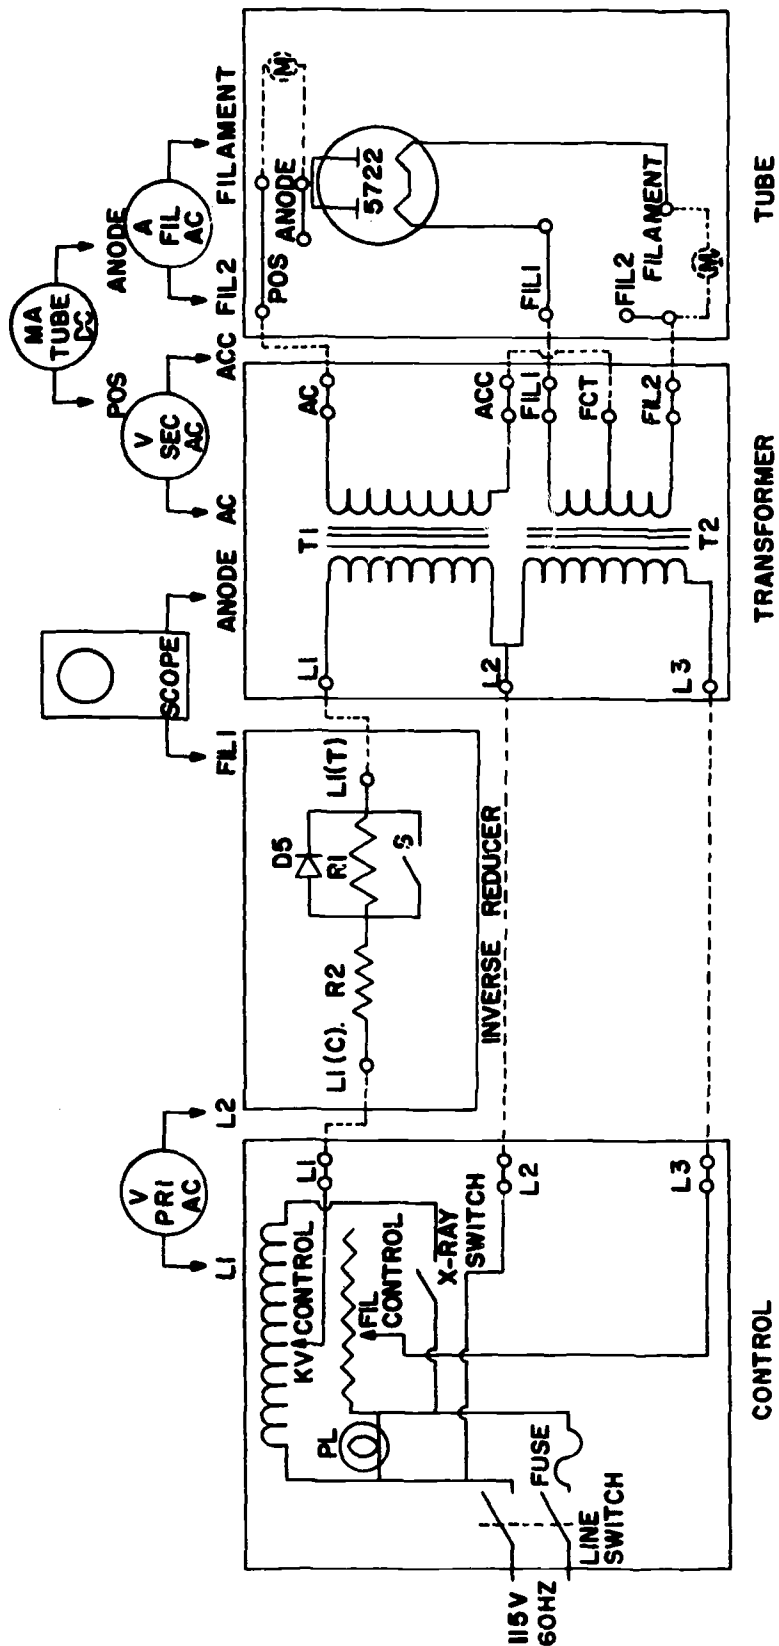 MA
TUBE
DC
POS
ANODE
V
PRI
AC
L1
L2
SCOPE
FIL1
ANODE
V
SEC
AC
AC
ACC
A
FIL
AC
FIL2
FILAMENT
115V
60HZ
LINE
SWITCH
FUSE
PL
KV CONTROL
FIL
CONTROL
X-RAY
SWITCH
L1
L2
L3
CONTROL
L1(C).
R2
D5
R1
S
L1(T)
INVERSE REDUCER
L1
L2
L3
T1
T2
AC
ACC
FIL1
FCT
FIL2
TRANSFORMER
POS
ANODE
M
5722
FIL1
FIL2
FILAMENT
M
TUBE